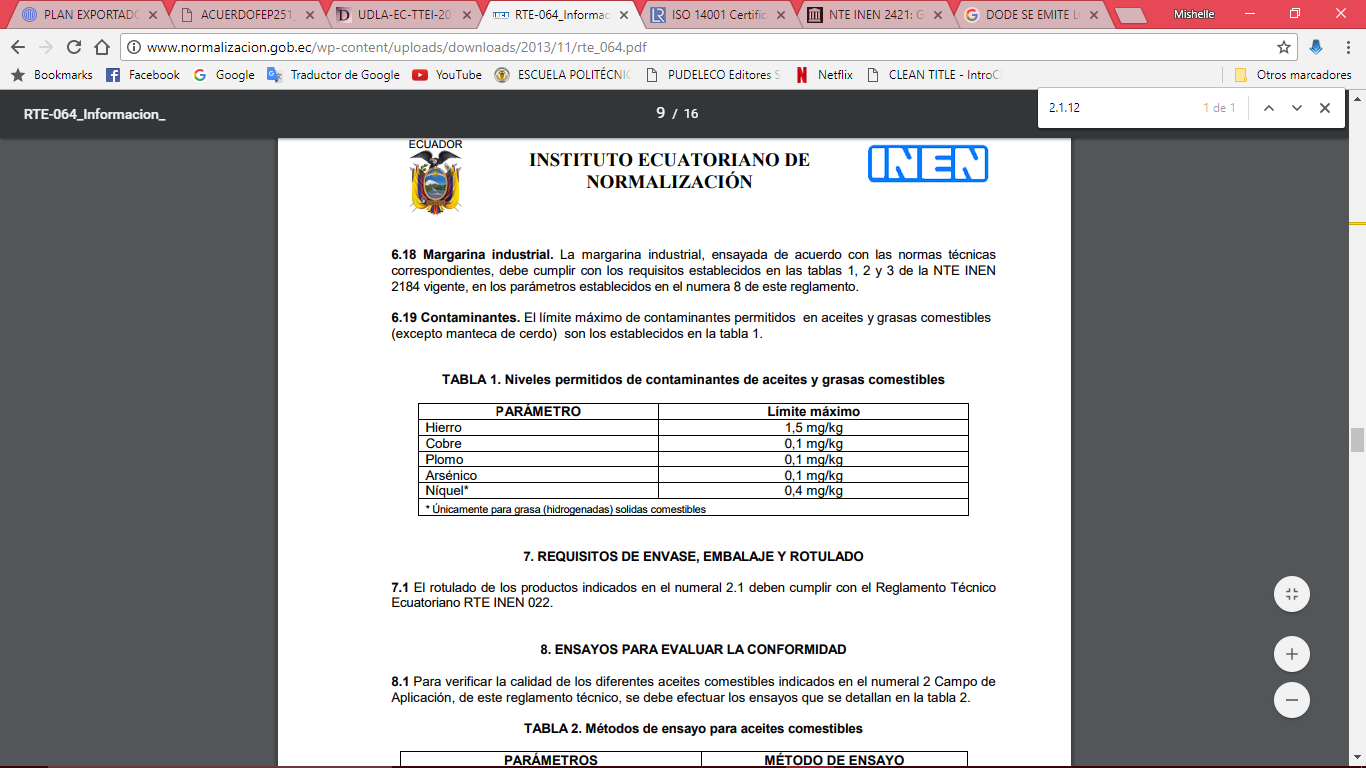 PLAN EXPORTADO
ACUERDOFEP251_
UDLA-EC-TTEI-20
RTE-064_Informac
ISO 14001 Certific
NTE INEN 2421: G
DODE SE EMITE L
Mishelle
www.normalizacion.gob.ec/wp-content/uploads/downloads/2013/11/rte_064.pdf
Bookmarks
Facebook
Google
Traductor de Google
YouTube
ESCUELA POLITÉCNIC
PUDELECO Editores S
Netflix
CLEAN TITLE - IntroC
Otros marcadores
RTE-064_Informacion_
9 / 16
2.1.12
1 de 1
ECUADOR
INSTITUTO ECUATORIANO DE
NORMALIZACIÓN
INEN
6.18 Margarina industrial. La margarina industrial, ensayada de acuerdo con las normas técnicas
correspondientes, debe cumplir con los requisitos establecidos en las tablas 1, 2 y 3 de la NTE INEN
2184 vigente, en los parámetros establecidos en el numera 8 de este reglamento.
6.19 Contaminantes. El límite máximo de contaminantes permitidos en aceites y grasas comestibles
(excepto manteca de cerdo) son los establecidos en la tabla 1.
TABLA 1. Niveles permitidos de contaminantes de aceites y grasas comestibles
PARÁMETRO Límite máximo
Hierro 1,5 mg/kg
Cobre 0,1 mg/kg
Plomo 0,1 mg/kg
Arsénico 0,1 mg/kg
Níquel* 0,4 mg/kg
* Únicamente para grasa (hidrogenadas) solidas comestibles
7. REQUISITOS DE ENVASE, EMBALAJE Y ROTULADO
7.1 El rotulado de los productos indicados en el numeral 2.1 deben cumplir con el Reglamento Técnico
Ecuatoriano RTE INEN 022.
8. ENSAYOS PARA EVALUAR LA CONFORMIDAD
8.1 Para verificar la calidad de los diferentes aceites comestibles indicados en el numeral 2 Campo de
Aplicación, de este reglamento técnico, se debe efectuar los ensayos que se detallan en la tabla 2.
TABLA 2. Métodos de ensayo para aceites comestibles
PARÁMETROS MÉTODO DE ENSAYO